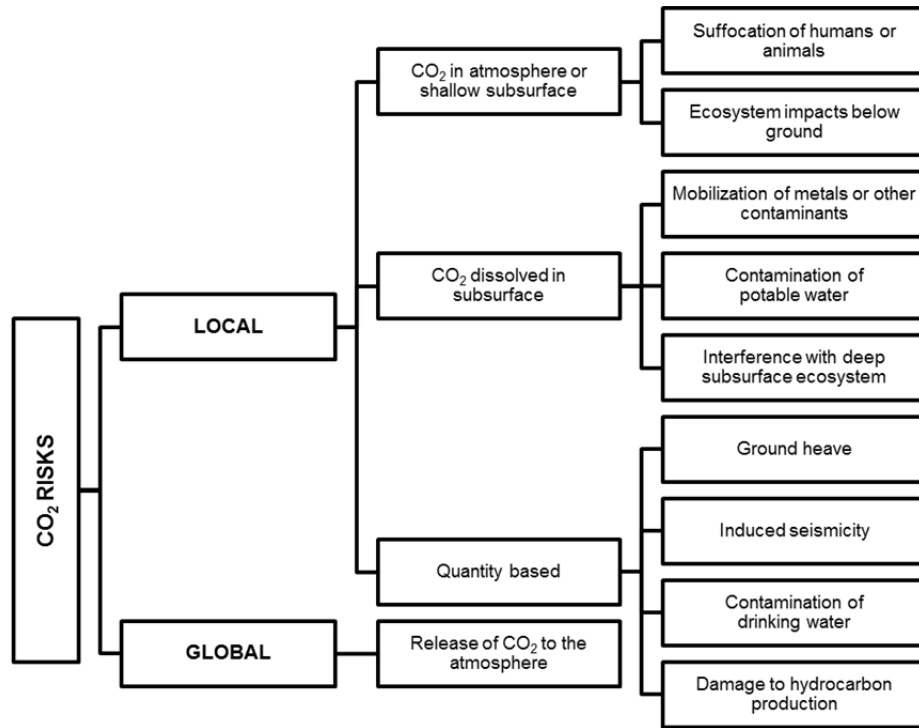 CO₂ RISKS
LOCAL
CO₂ in atmosphere or
shallow subsurface
Suffocation of humans or
animals
Ecosystem impacts below
ground
CO₂ dissolved in
subsurface
Mobilization of metals or other
contaminants
Contamination of
potable water
Interference with deep
subsurface ecosystem
Quantity based
Ground heave
Induced seismicity
Contamination of
drinking water
Damage to hydrocarbon
production
GLOBAL
Release of CO₂ to the
atmosphere